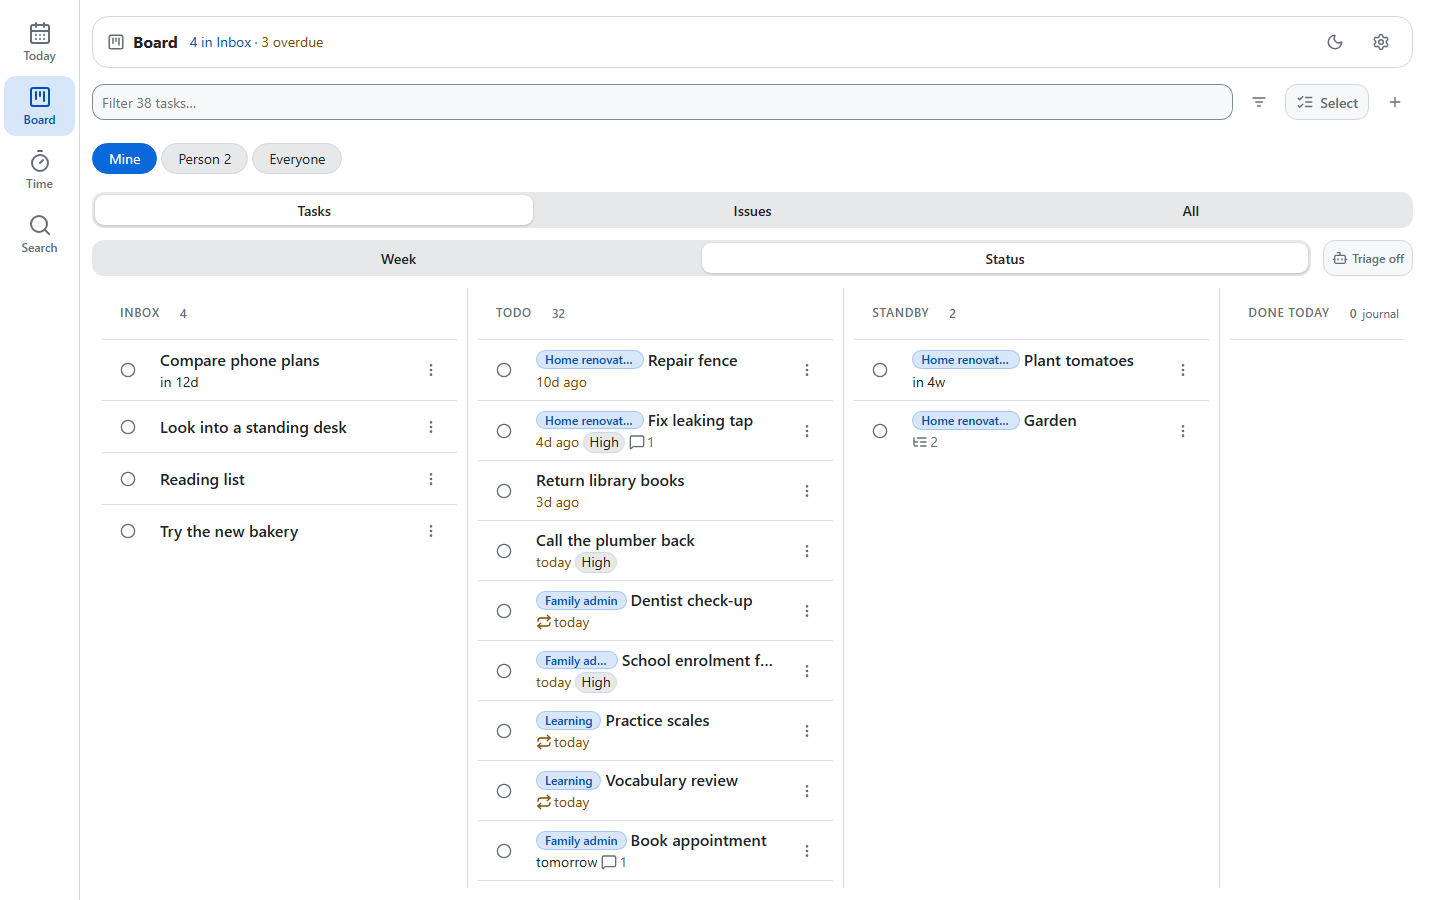 Today
Board
Time
Search
Board 4 in Inbox · 3 overdue
Filter 38 tasks...
Select
Mine
Person 2
Everyone
Tasks
Issues
All
Week
Status
Triage off
INBOX 4
Compare phone plans
in 12d
Look into a standing desk
Reading list
Try the new bakery
TODO 32
Home renovat... Repair fence
10d ago
Home renovat... Fix leaking tap
4d ago High 1
Return library books
3d ago
Call the plumber back
today High
Family admin Dentist check-up
today
Family ad... School enrolment f...
today High
Learning Practice scales
today
Learning Vocabulary review
today
Family admin Book appointment
tomorrow 1
STANDBY 2
Home renovat... Plant tomatoes
in 4w
Home renovat... Garden
2
DONE TODAY 0 journal